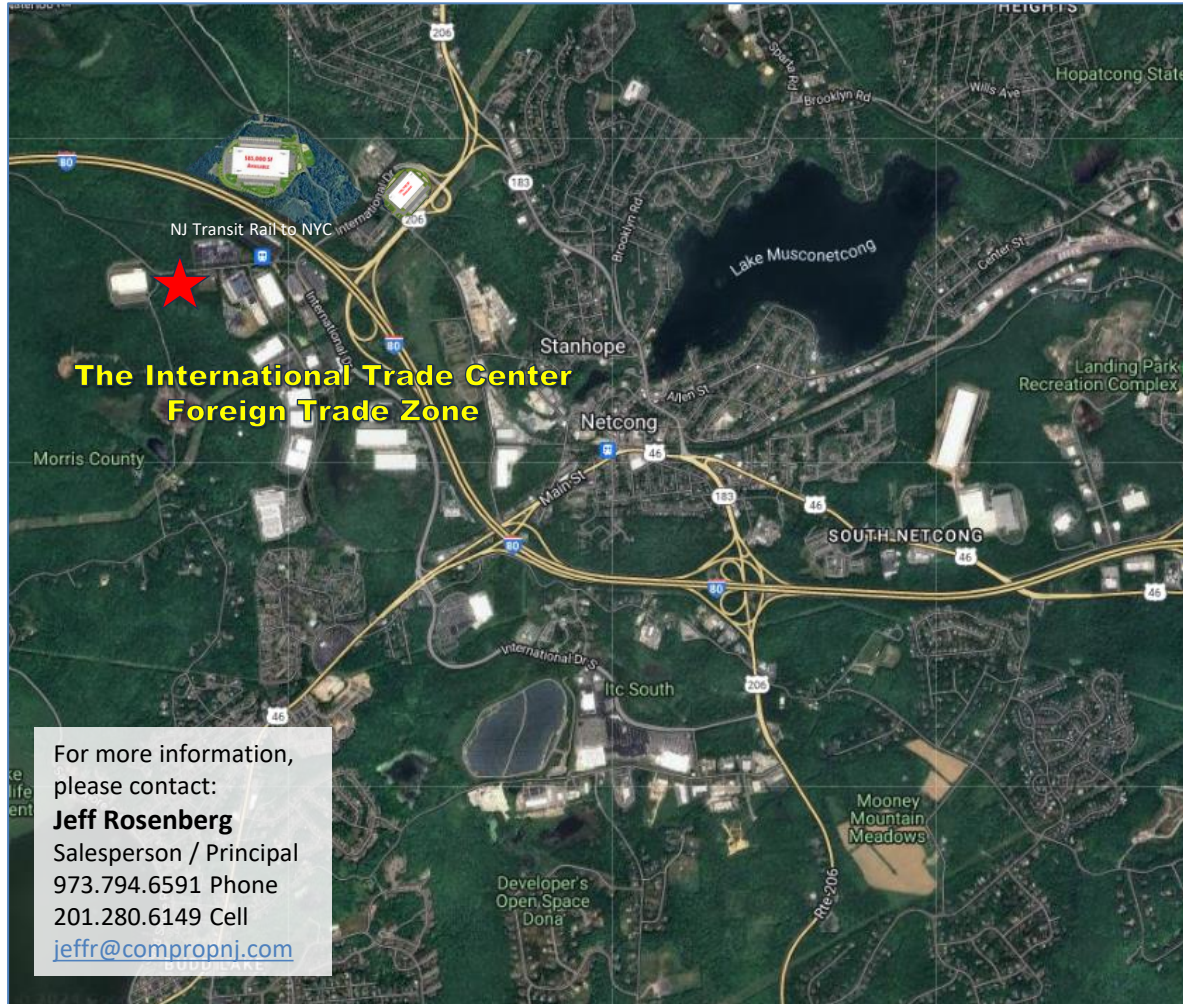 HEIGHTS
206
Sparta Rd
Hopatcong State
Wills Ave
Brooklyn Rd
80
183
International Dr
206
NJ Transit Rail to NYC
Brooklyn Rd
Center St
Lake Musconetcong
International Dr
80
Stanhope
The International Trade Center
Foreign Trade Zone
Landing Park
Recreation Complex
Allen St
Netcong
46
Morris County
Main St
183
46
SOUTH NETCONG
46
80
80
46
International Dr S
Itc South
206
46
Mooney
Mountain
Meadows
Developer's
Open Space
Dona
Rte 206
For more information,
please contact:
Jeff Rosenberg
Salesperson / Principal
973.794.6591 Phone
201.280.6149 Cell
jeffr@compropnj.com
BUDD LAKE